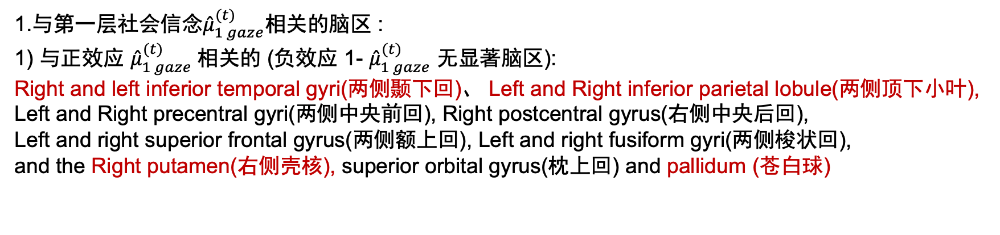 1.与第一层社会信念μ̂₁ gaze⁽ᵗ⁾相关的脑区：
1) 与正效应 μ̂₁ gaze⁽ᵗ⁾ 相关的 (负效应 1- μ̂₁ gaze⁽ᵗ⁾ 无显著脑区):
Right and left inferior temporal gyri(两侧颞下回)、 Left and Right inferior parietal lobule(两侧顶下小叶),
Left and Right precentral gyri(两侧中央前回), Right postcentral gyrus(右侧中央后回),
Left and right superior frontal gyrus(两侧额上回), Left and right fusiform gyri(两侧梭状回),
and the Right putamen(右侧壳核), superior orbital gyrus(枕上回) and pallidum (苍白球)